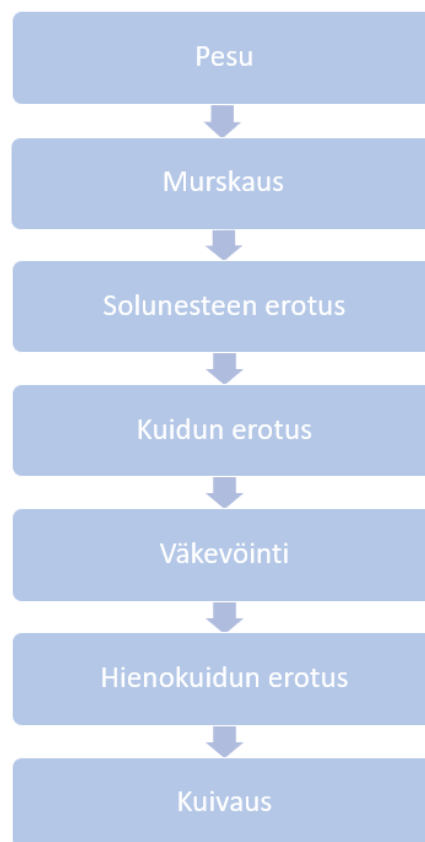 Pesu
Murskaus
Solunesteen erotus
Kuidun erotus
Väkevöinti
Hienokuidun erotus
Kuivaus